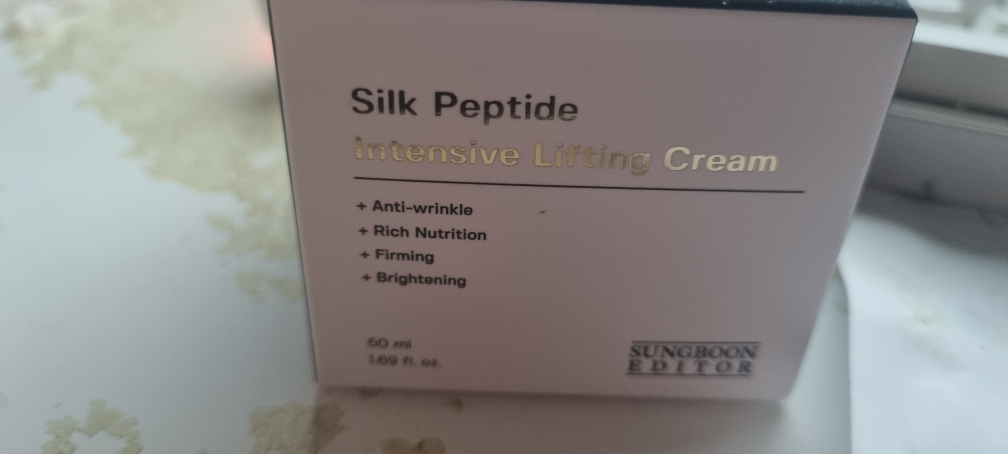 Silk Peptide
Intensive Lifting Cream
+ Anti-wrinkle
+ Rich Nutrition
+ Firming
+ Brightening
50 ml
1.69 fl. oz.
SUNGBOON
EDITOR